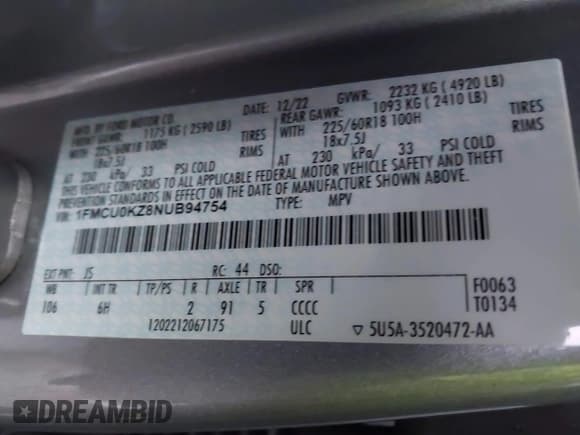 MFD. BY FORD MOTOR CO. DATE: 12/22 GVWR: 2232 KG ( 4920 LB)
FRONT GAWR: 1175 KG ( 2590 LB) REAR GAWR: 1093 KG ( 2410 LB)
WITH 225/60R18 100H TIRES WITH 225/60R18 100H TIRES
18x7.5J RIMS 18x7.5J RIMS
AT 230 kPa/ 33 PSI COLD AT 230 kPa/ 33 PSI COLD
THIS VEHICLE CONFORMS TO ALL APPLICABLE FEDERAL MOTOR VEHICLE SAFETY AND THEFT
PREVENTION STANDARDS IN EFFECT ON THE DATE OF MANUFACTURE SHOWN ABOVE.
VIN: 1FMCU0KZ8NUB94754 TYPE: MPV
EXT PNT: JS RC: 44 DSO:
WB INT TR TP/PS R AXLE TR SPR F0063
106 6H 2 91 5 CCCC T0134
1202212067175 ULC ▽ 5U5A-3520472-AA
DREAMBID